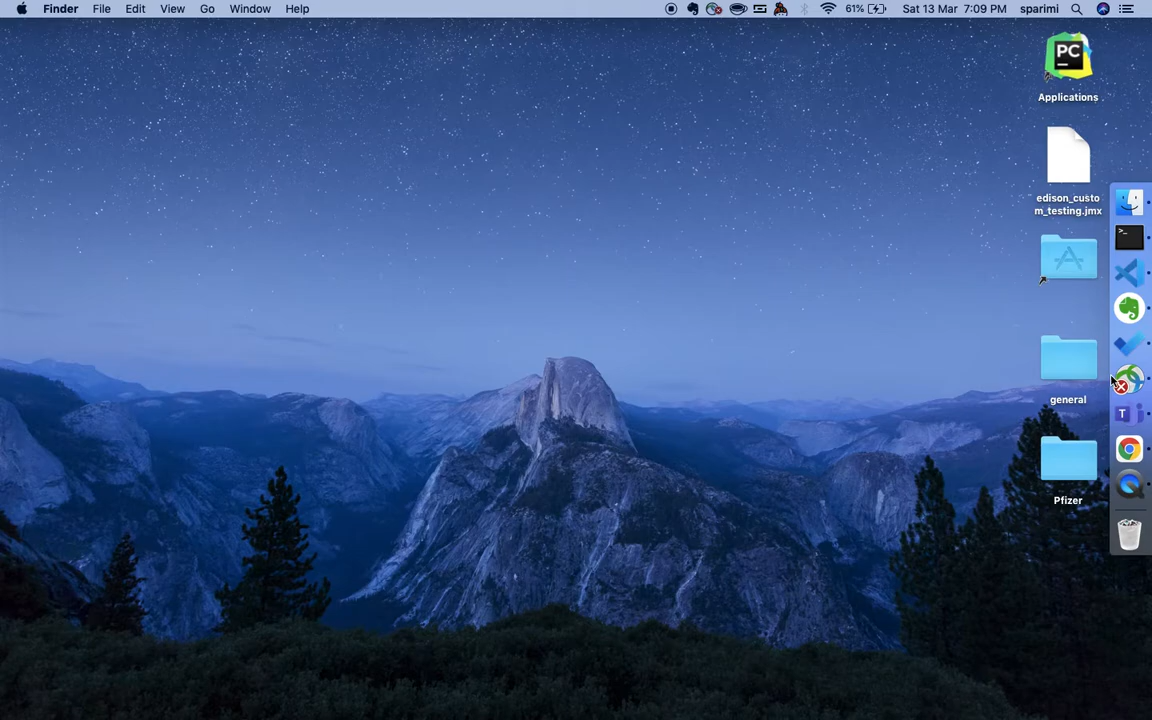 Finder File Edit View Go Window Help 61% Sat 13 Mar 7:09 PM sparimi
PC
Applications
edison_custo
m_testing.jmx
general
Pfizer